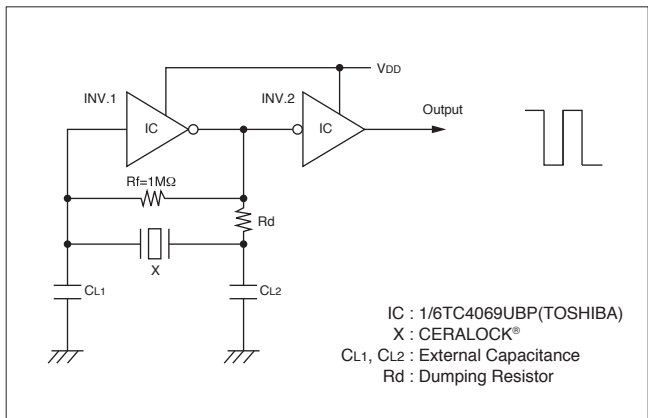 VDD
INV.1
INV.2
Output
IC
IC
Rf=1MΩ
Rd
X
CL1
CL2
IC : 1/6TC4069UBP(TOSHIBA)
X : CERALOCK®
CL1, CL2 : External Capacitance
Rd : Dumping Resistor